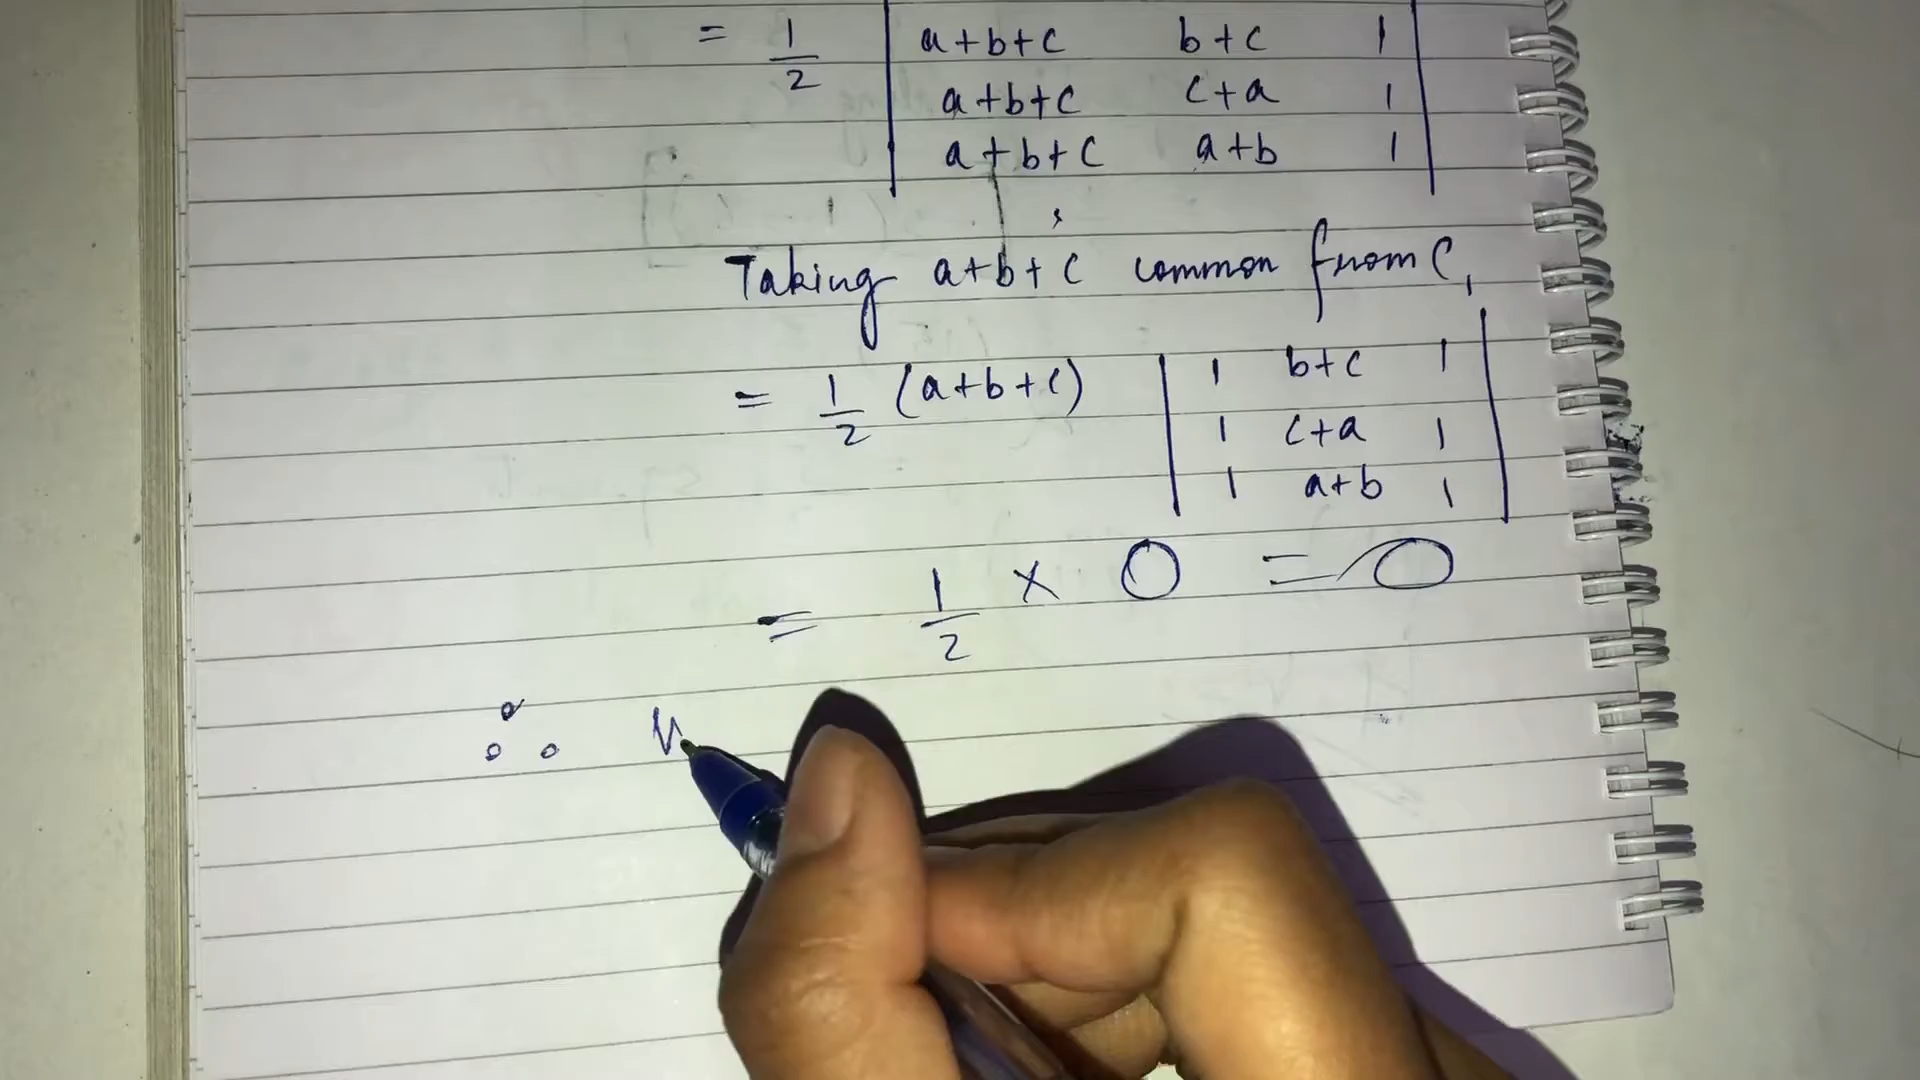 = 1/2 | a+b+c b+c 1 |
| a+b+c c+a 1 |
| a+b+c a+b 1 |
Taking a+b+c common from C1
= 1/2 (a+b+c) | 1 b+c 1 |
| 1 c+a 1 |
| 1 a+b 1 |
= 1/2 × 0 = 0
∴